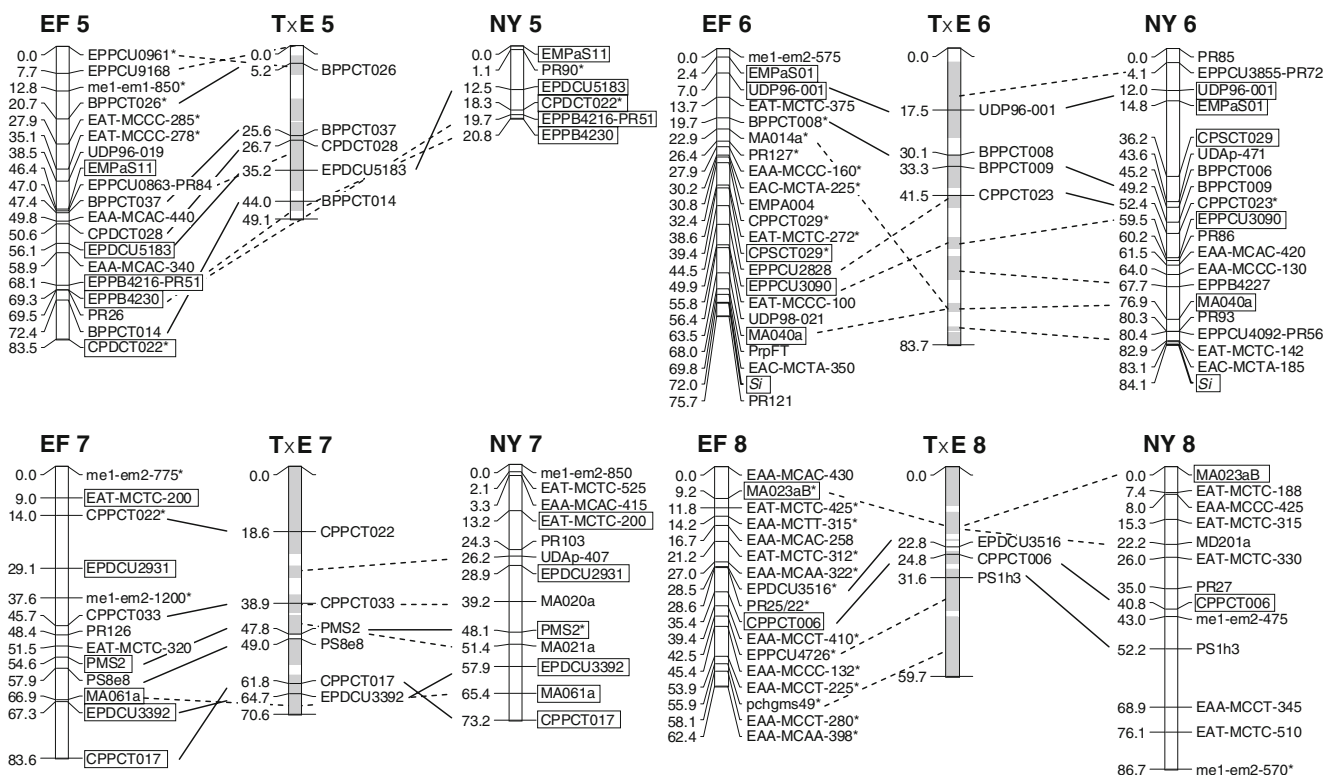 EF 5
0.0 EPPCU0961*
7.7 EPPCU9168
12.8 me1-em1-850*
20.7 BPPCT026*
27.9 EAT-MCCC-285*
35.1 EAT-MCCC-278*
38.5 UDP96-019
46.4 EMPaS11
47.0 EPPCU0863-PR84
47.4 BPPCT037
49.8 EAA-MCAC-440
50.6 CPDCT028
56.1 EPDCU5183
58.9 EAA-MCAC-340
68.1 EPPB4216-PR51
69.3 EPPB4230
69.5 PR26
72.4 BPPCT014
83.5 CPDCT022*
T×E 5
0.0
5.2 BPPCT026
25.6 BPPCT037
26.7 CPDCT028
35.2 EPDCU5183
44.0 BPPCT014
49.1
NY 5
0.0 EMPaS11
1.1 PR90*
12.5 EPDCU5183
18.3 CPDCT022*
19.7 EPPB4216-PR51
20.8 EPPB4230
EF 6
0.0 me1-em2-575
2.4 EMPaS01
7.0 UDP96-001
13.7 EAT-MCTC-375
19.7 BPPCT008*
22.9 MA014a*
26.4 PR127*
27.0 EAA-MCCC-160*
30.2 EAC-MCTA-225*
30.8 EMPA004
32.4 CPPCT029*
38.6 EAT-MCTC-272*
39.4 CPSCT029*
44.5 EPPCU2828
49.9 EPPCU3090
55.8 EAT-MCCC-100
56.4 UDP98-021
63.5 MA040a
68.0 PrpFT
69.8 EAC-MCTA-350
72.0 Si
75.7 PR121
T×E 6
0.0
17.5 UDP96-001
30.1 BPPCT008
33.3 BPPCT009
41.5 CPPCT023
83.7
NY 6
0.0 PR85
4.1 EPPCU3855-PR72
12.0 UDP96-001
14.8 EMPaS01
36.2 CPSCT029
43.6 UDAp-471
45.2 BPPCT006
49.2 BPPCT009
52.4 CPPCT023*
59.5 EPPCU3090
60.2 PR86
61.5 EAA-MCAC-420
64.0 EAA-MCCC-130
67.7 EPPB4227
76.9 MA040a
80.3 PR93
80.4 EPPCU4092-PR56
82.9 EAT-MCTC-142
83.1 EAC-MCTA-185
84.1 Si
EF 7
0.0 me1-em2-775*
9.0 EAT-MCTC-200
14.0 CPPCT022*
29.1 EPDCU2931
37.6 me1-em2-1200*
45.7 CPPCT033
48.4 PR126
51.5 EAT-MCTC-320
54.6 PMS2
57.9 PS8e8
66.9 MA061a
67.3 EPDCU3392
83.6 CPPCT017
T×E 7
0.0
18.6 CPPCT022
38.9 CPPCT033
47.8 PMS2
49.0 PS8e8
61.8 CPPCT017
64.7 EPDCU3392
70.6
NY 7
0.0 me1-em2-850
2.1 EAT-MCTC-525
3.3 EAA-MCAC-415
13.2 EAT-MCTC-200
24.3 PR103
26.2 UDAp-407
28.9 EPDCU2931
39.2 MA020a
48.1 PMS2*
51.4 MA021a
57.9 EPDCU3392
65.4 MA061a
73.2 CPPCT017
EF 8
0.0 EAA-MCAC-430
9.2 MA023aB*
11.8 EAT-MCTC-425*
14.2 EAA-MCTT-315*
16.7 EAA-MCAC-258
21.2 EAT-MCTC-312*
27.0 EAA-MCAA-322*
28.5 EPDCU3516*
28.6 PR25/22*
35.4 CPPCT006
39.4 EAA-MCCT-410*
42.5 EPPCU4726*
45.4 EAA-MCCC-132*
53.9 EAA-MCCT-225*
55.9 pchgms49*
58.1 EAA-MCCT-280*
62.4 EAA-MCAA-398*
T×E 8
0.0
22.8 EPDCU3516
24.8 CPPCT006
31.6 PS1h3
59.7
NY 8
0.0 MA023aB
7.4 EAT-MCTC-188
8.0 EAA-MCCC-425
15.3 EAT-MCTC-315
22.2 MD201a
26.0 EAT-MCTC-330
35.0 PR27
40.8 CPPCT006
43.0 me1-em2-475
52.2 PS1h3
68.9 EAA-MCCT-345
76.1 EAT-MCTC-510
86.7 me1-em2-570*